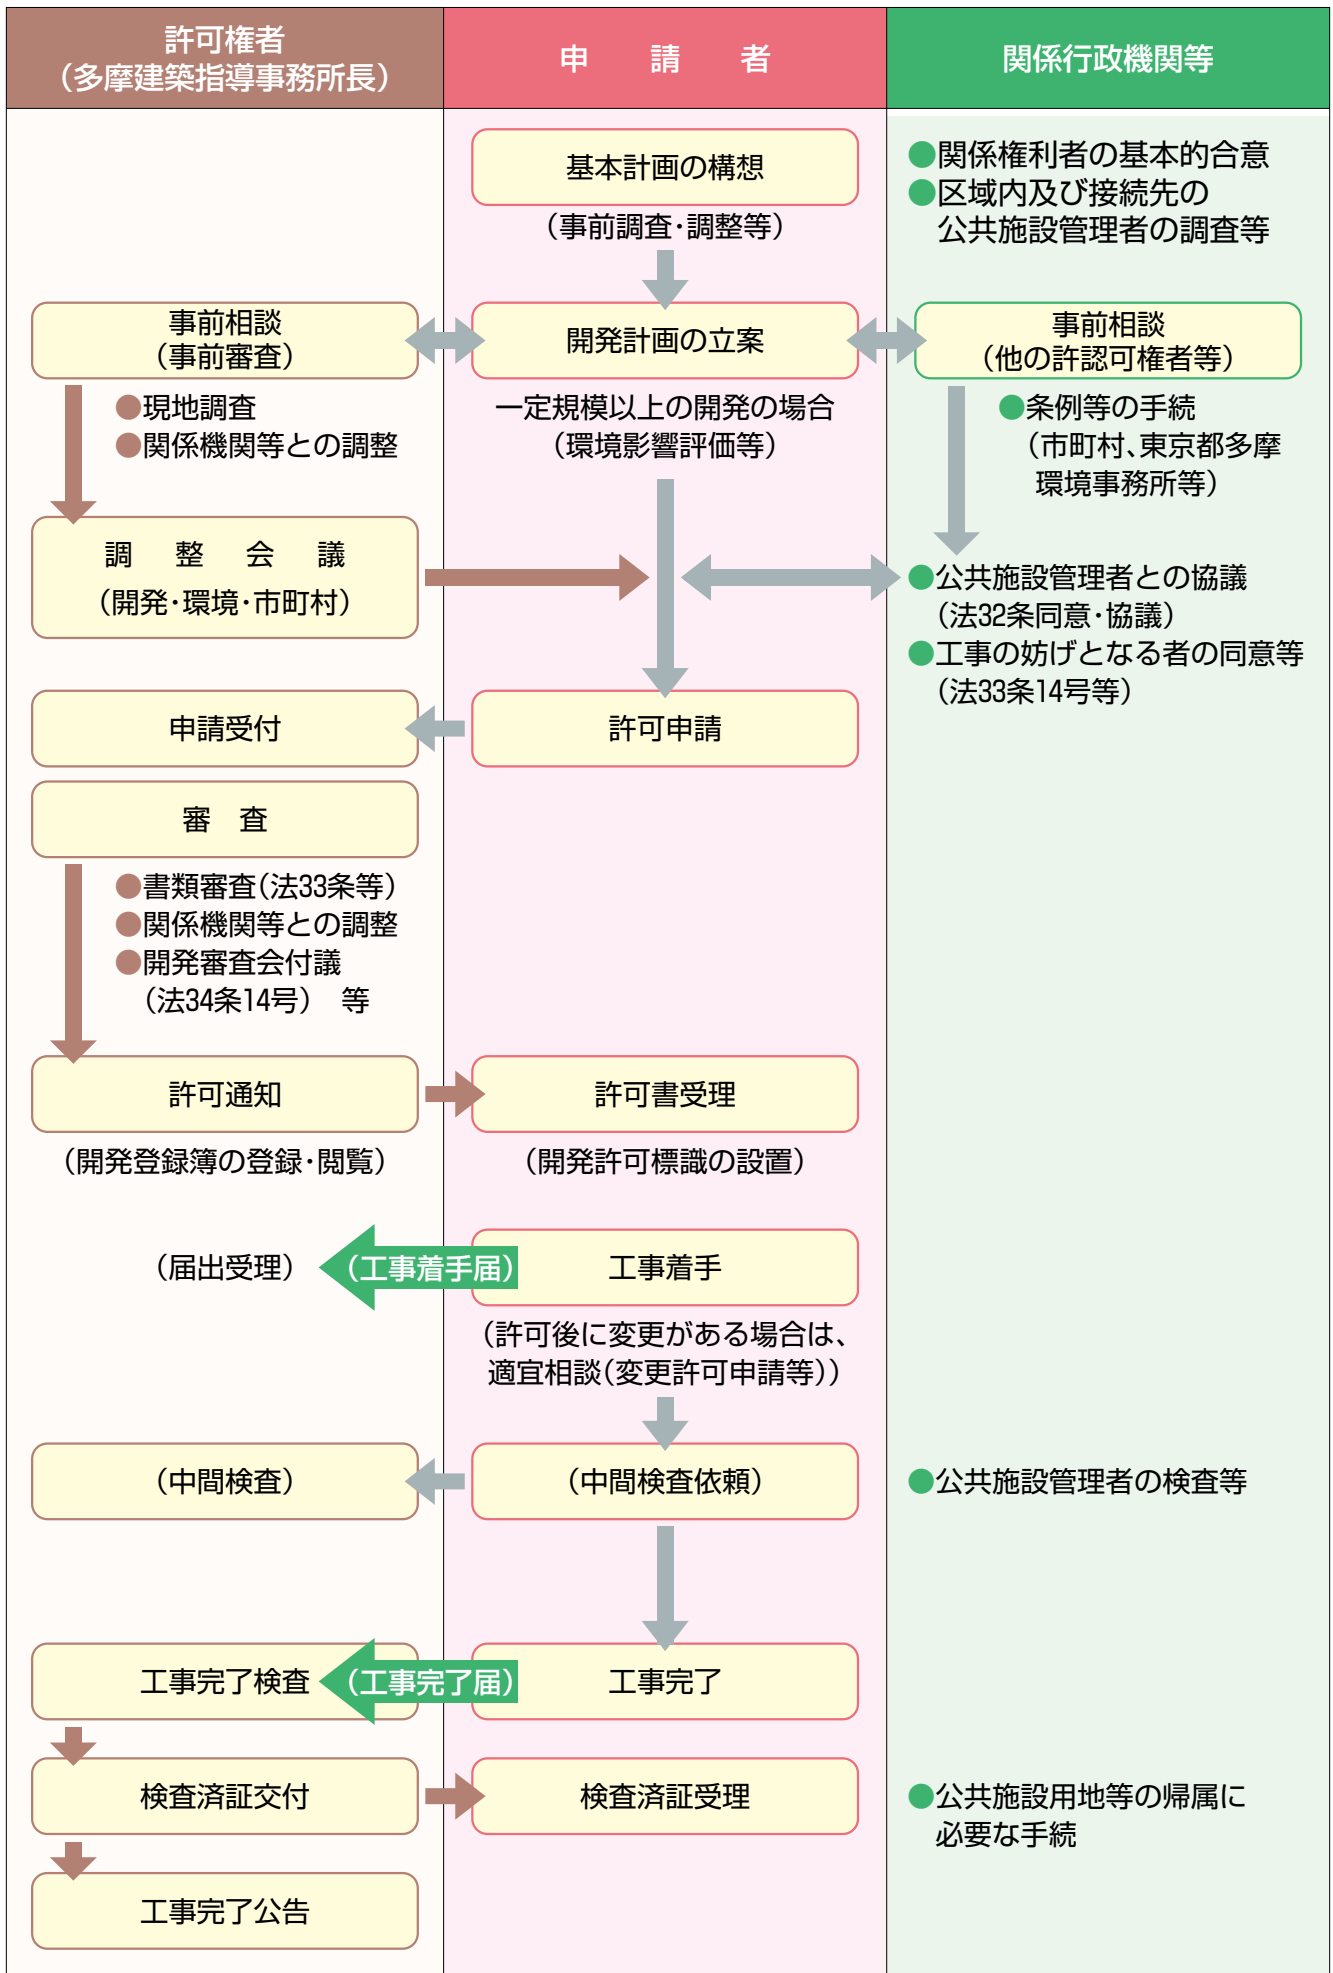 許可権者
（多摩建築指導事務所長）
申　請　者
関係行政機関等
基本計画の構想
（事前調査・調整等）
●関係権利者の基本的合意
●区域内及び接続先の
公共施設管理者の調査等
事前相談
（事前審査）
開発計画の立案
事前相談
（他の許認可権者等）
●現地調査
●関係機関等との調整
一定規模以上の開発の場合
（環境影響評価等）
●条例等の手続
（市町村、東京都多摩
環境事務所等）
調　整　会　議
（開発・環境・市町村）
●公共施設管理者との協議
（法32条同意・協議）
●工事の妨げとなる者の同意等
（法33条14号等）
申請受付
許可申請
審　査
●書類審査（法33条等）
●関係機関等との調整
●開発審査会付議
（法34条14号）　等
許可通知
許可書受理
（開発登録簿の登録・閲覧）
（開発許可標識の設置）
（届出受理）
（工事着手届）
工事着手
（許可後に変更がある場合は、
適宜相談（変更許可申請等））
（中間検査）
（中間検査依頼）
●公共施設管理者の検査等
工事完了検査
（工事完了届）
工事完了
検査済証交付
検査済証受理
●公共施設用地等の帰属に
必要な手続
工事完了公告